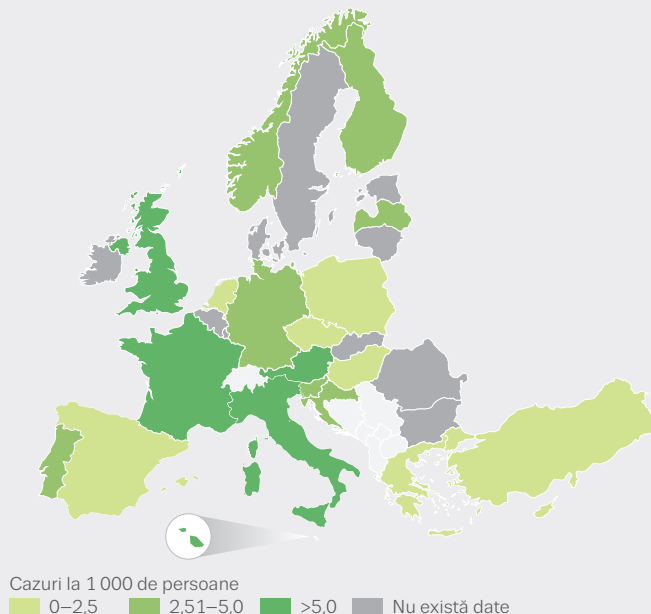 Cazuri la 1 000 de persoane
0–2,5 2,51–5,0 >5,0 Nu există date